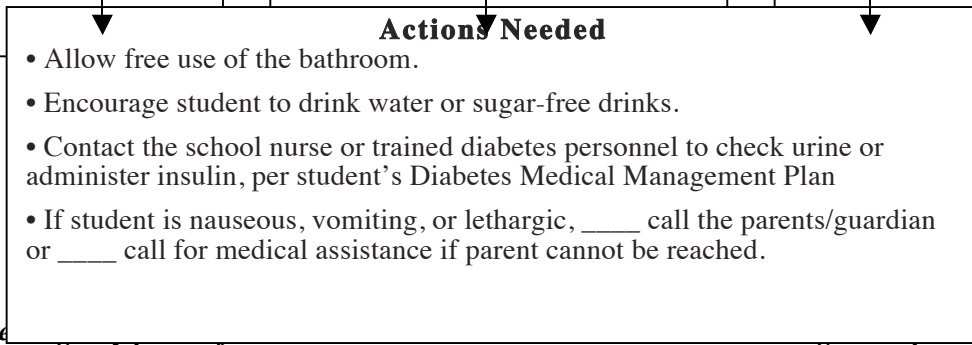 Actions Needed
• Allow free use of the bathroom.
• Encourage student to drink water or sugar-free drinks.
• Contact the school nurse or trained diabetes personnel to check urine or
administer insulin, per student’s Diabetes Medical Management Plan
• If student is nauseous, vomiting, or lethargic, ____ call the parents/guardian
or ____ call for medical assistance if parent cannot be reached.